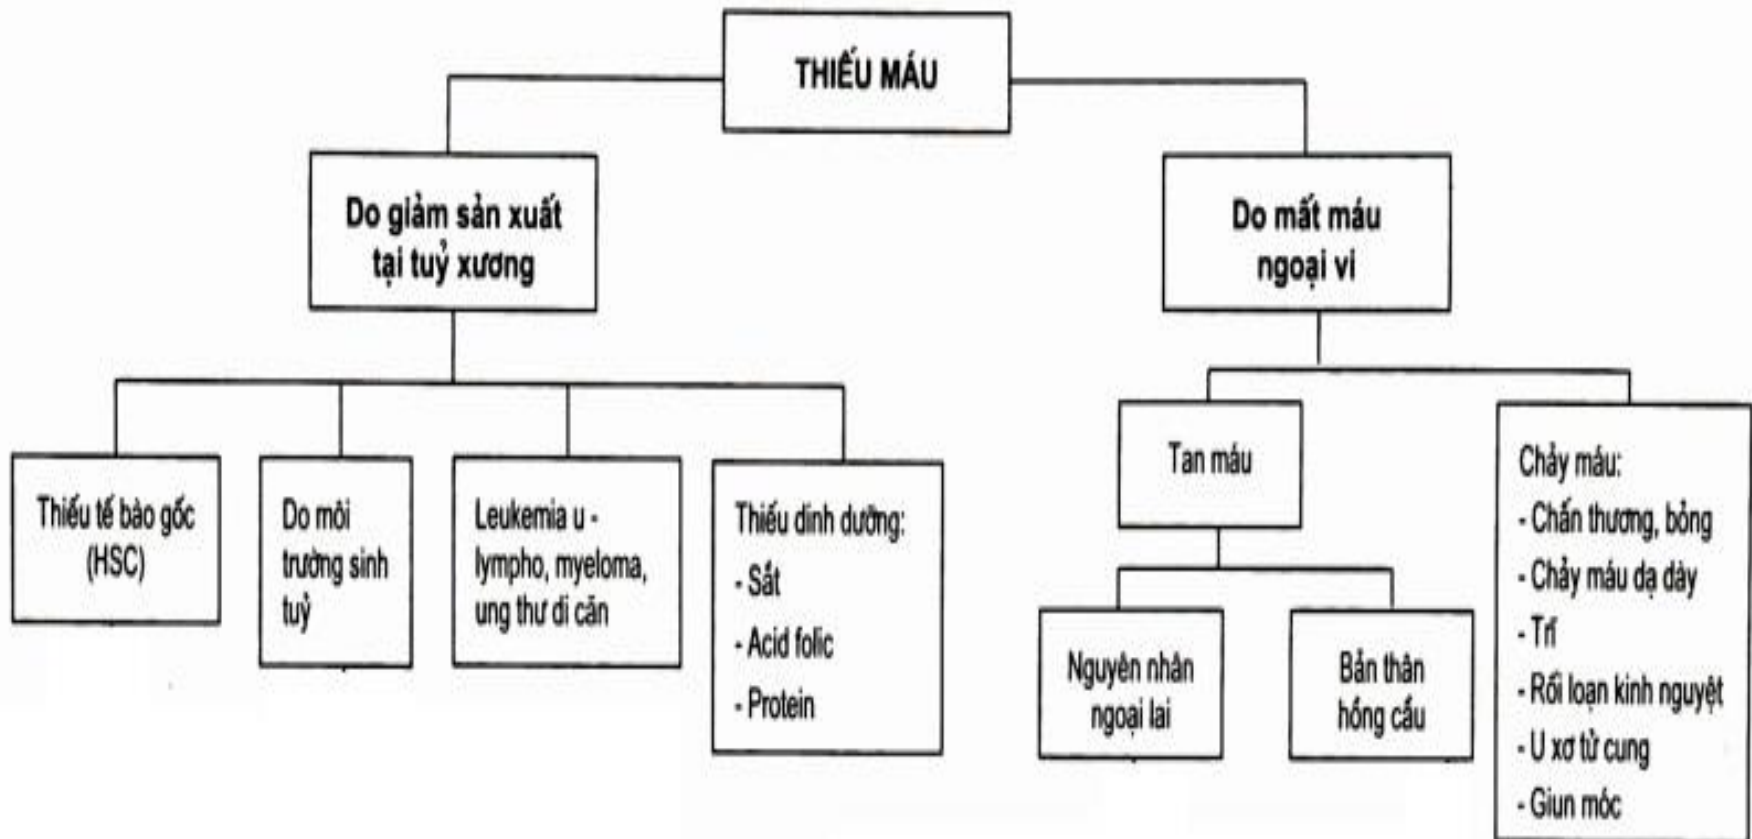 THIẾU MÁU
Do giảm sản xuất
tại tuỷ xương
Do mất máu
ngoại vi
Thiếu tế bào gốc
(HSC)
Do môi
trường sinh
tuỷ
Leukemia u -
lympho, myeloma,
ung thư di căn
Thiếu dinh dưỡng:
- Sắt
- Acid folic
- Protein
Tan máu
Nguyên nhân
ngoại lai
Bản thân
hồng cầu
Chảy máu:
- Chấn thương, bỏng
- Chảy máu dạ dày
- Trĩ
- Rối loạn kinh nguyệt
- U xơ tử cung
- Giun móc